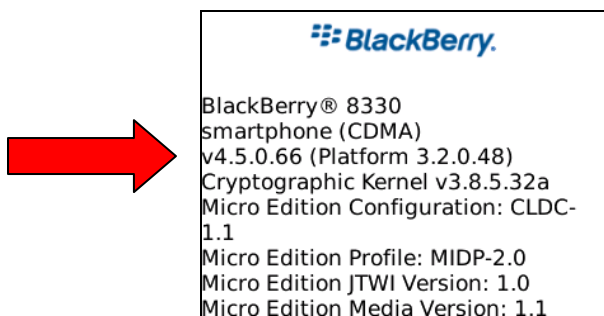 BlackBerry.
BlackBerry® 8330
smartphone (CDMA)
v4.5.0.66 (Platform 3.2.0.48)
Cryptographic Kernel v3.8.5.32a
Micro Edition Configuration: CLDC-
1.1
Micro Edition Profile: MIDP-2.0
Micro Edition JTWI Version: 1.0
Micro Edition Media Version: 1.1